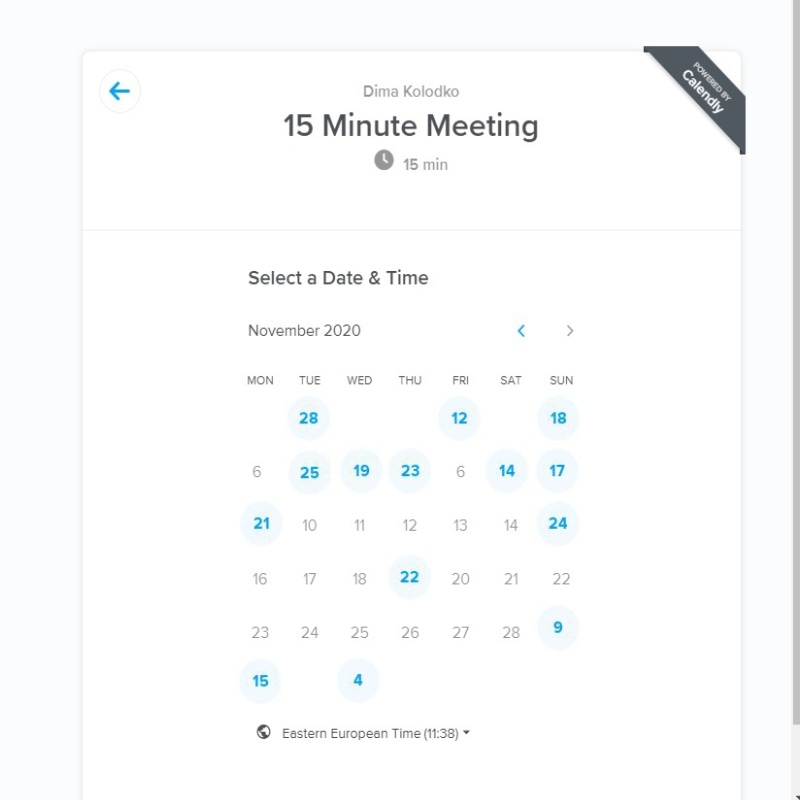 POWERED BY
Calendly
Dima Kolodko
15 Minute Meeting
15 min
Select a Date & Time
November 2020
MON TUE WED THU FRI SAT SUN
28 12 18
6 25 19 23 6 14 17
21 10 11 12 13 14 24
16 17 18 22 20 21 22
23 24 25 26 27 28 9
15 4
Eastern European Time (11:38)